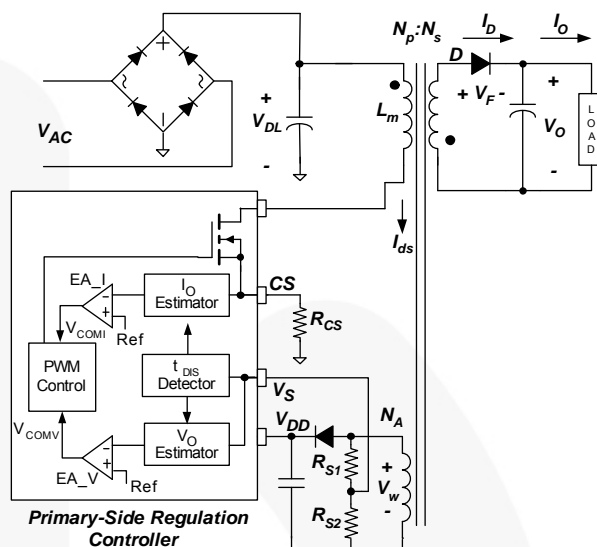 N_p:N_s
I_D
I_O
D
+ V_F -
+
V_DL
-
L_m
+
V_O
-
LOAD
V_AC
+
~
~
-
I_ds
CS
R_CS
I_O
Estimator
EA_I
-
+
Ref
V_COMI
PWM
Control
t_DIS
Detector
V_S
V_COMV
V_O
Estimator
EA_V
-
+
Ref
V_DD
N_A
R_S1
R_S2
+
V_w
-
Primary-Side Regulation
Controller